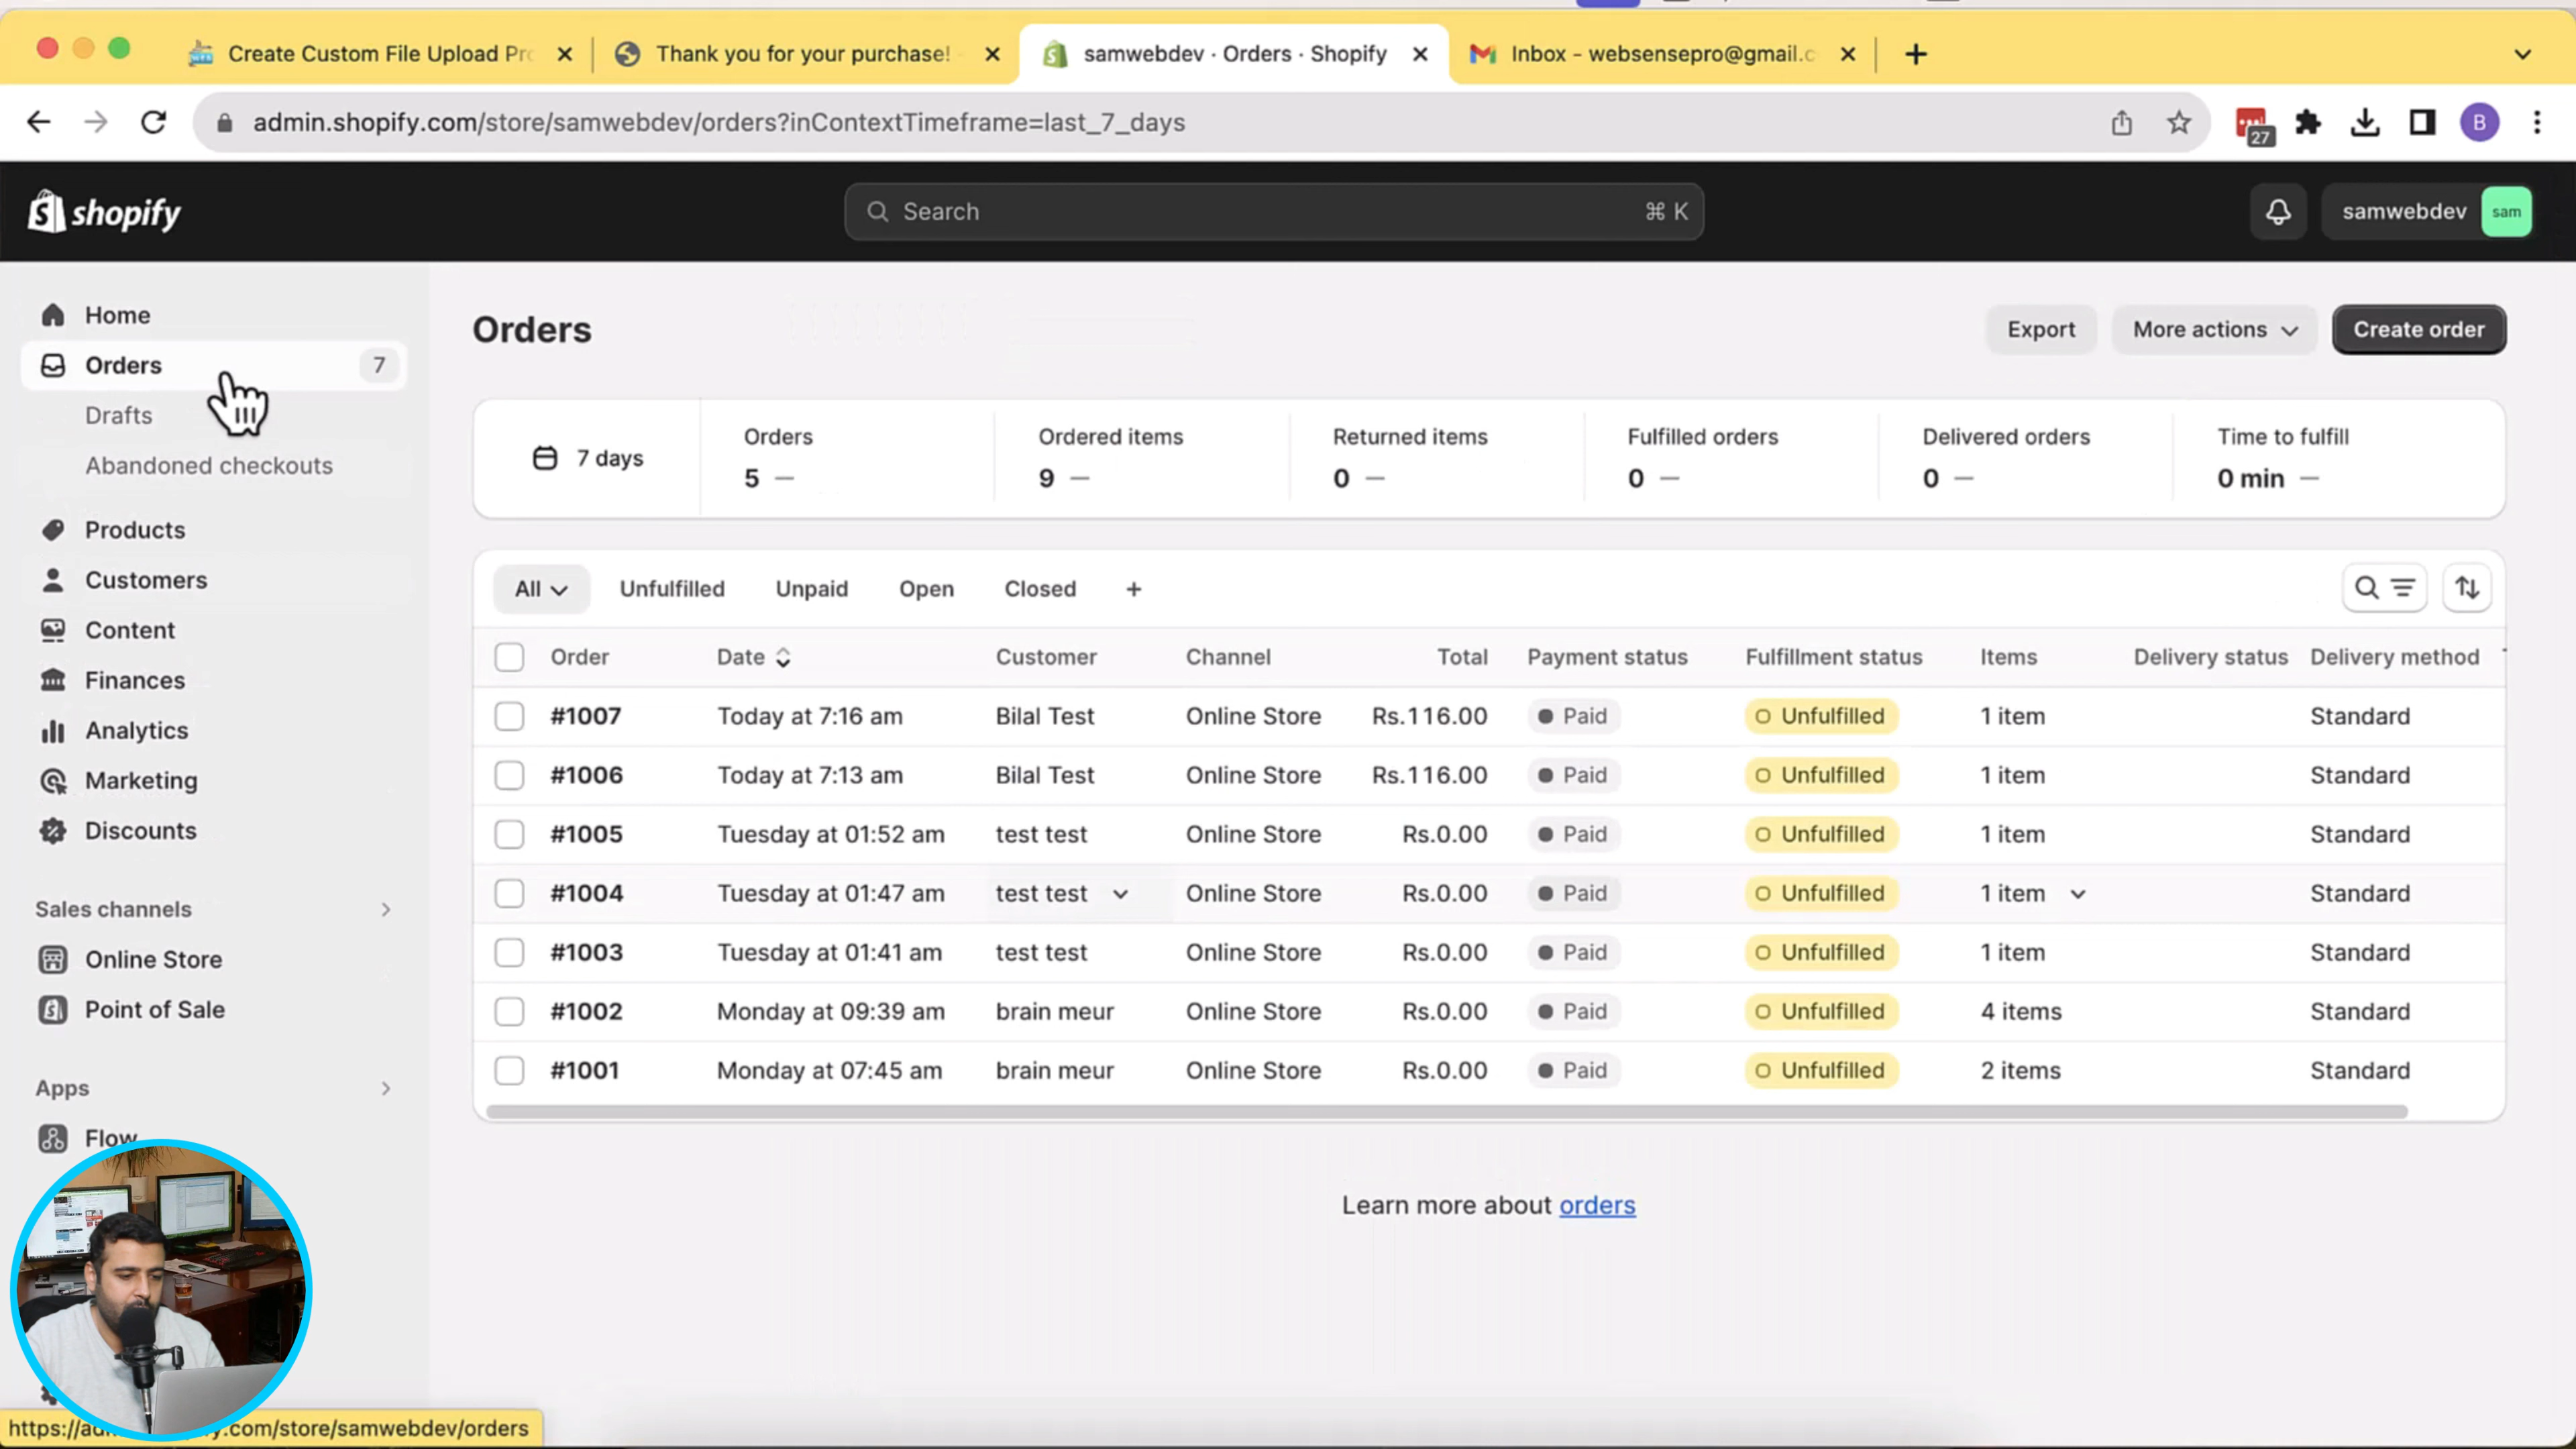 Create Custom File Upload Pro
Thank you for your purchase! -
samwebdev · Orders · Shopify
Inbox - websensepro@gmail.c
admin.shopify.com/store/samwebdev/orders?inContextTimeframe=last_7_days
27
B
shopify
Search
⌘ K
samwebdev
sam
Home
Orders
7
Drafts
Abandoned checkouts
Products
Customers
Content
Finances
Analytics
Marketing
Discounts
Sales channels
Online Store
Point of Sale
Apps
Flow
Orders
Export
More actions
Create order
7 days
Orders
5 —
Ordered items
9 —
Returned items
0 —
Fulfilled orders
0 —
Delivered orders
0 —
Time to fulfill
0 min —
All Unfulfilled Unpaid Open Closed +
Order Date Customer Channel Total Payment status Fulfillment status Items Delivery status Delivery method
#1007 Today at 7:16 am Bilal Test Online Store Rs.116.00 Paid Unfulfilled 1 item Standard
#1006 Today at 7:13 am Bilal Test Online Store Rs.116.00 Paid Unfulfilled 1 item Standard
#1005 Tuesday at 01:52 am test test Online Store Rs.0.00 Paid Unfulfilled 1 item Standard
#1004 Tuesday at 01:47 am test test Online Store Rs.0.00 Paid Unfulfilled 1 item Standard
#1003 Tuesday at 01:41 am test test Online Store Rs.0.00 Paid Unfulfilled 1 item Standard
#1002 Monday at 09:39 am brain meur Online Store Rs.0.00 Paid Unfulfilled 4 items Standard
#1001 Monday at 07:45 am brain meur Online Store Rs.0.00 Paid Unfulfilled 2 items Standard
Learn more about orders
https://ad fy.com/store/samwebdev/orders